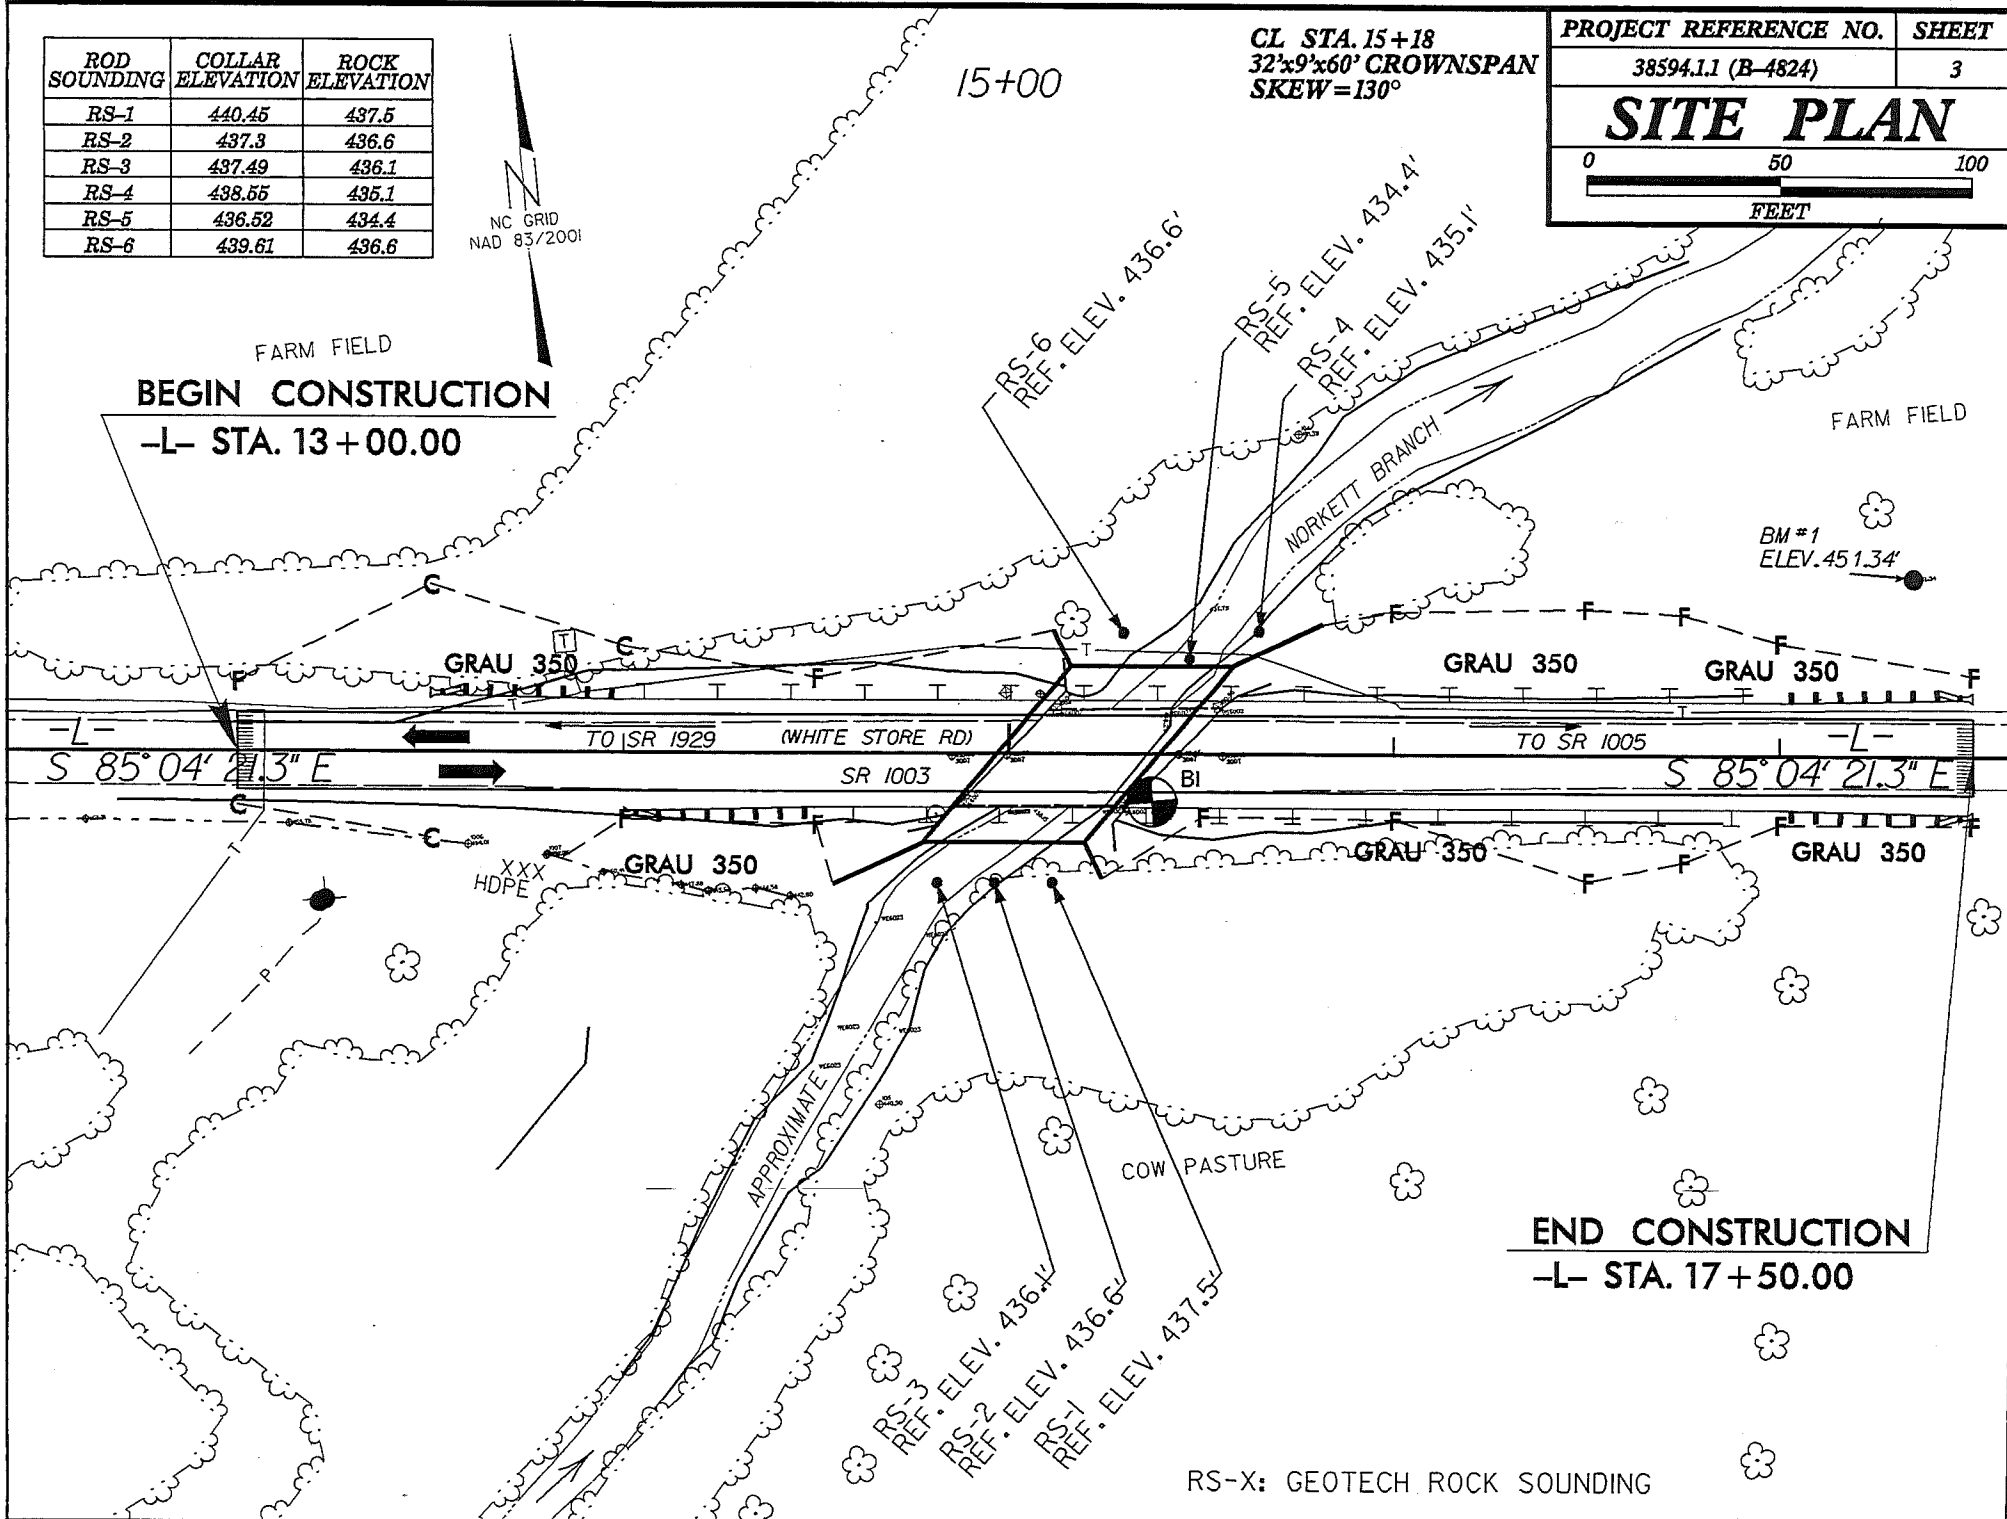 ROD SOUNDING COLLAR ELEVATION ROCK ELEVATION
RS-1 440.45 437.5
RS-2 437.3 436.6
RS-3 437.49 436.1
RS-4 438.55 435.1
RS-5 436.52 434.4
RS-6 439.61 436.6
N
NC GRID
NAD 83/2001
15+00
CL STA. 15+18
32'x9'x60' CROWNSPAN
SKEW=130°
PROJECT REFERENCE NO. SHEET
38594.1.1 (B-4824) 3
SITE PLAN
0 50 100
FEET
FARM FIELD
BEGIN CONSTRUCTION
-L- STA. 13+00.00
RS-6
REF. ELEV. 436.6'
RS-5
REF. ELEV. 434.4'
RS-4
REF. ELEV. 435.1'
NORKETT BRANCH
FARM FIELD
BM #1
ELEV. 451.34'
C
C
F
F
F
F
F
F
F
T
T
T
T
GRAU 350
GRAU 350
GRAU 350
-L-
TO SR 1929 (WHITE STORE RD)
TO SR 1005
-L-
S 85° 04' 21.3" E
SR 1003
B1
S 85° 04' 21.3" E
C
C
F
F
F
F
F
F
F
F
XXX
HDPE
GRAU 350
GRAU 350
GRAU 350
T
P
APPROXIMATE
COW PASTURE
END CONSTRUCTION
-L- STA. 17+50.00
RS-3
REF. ELEV. 436.1'
RS-2
REF. ELEV. 436.6'
RS-1
REF. ELEV. 437.5'
RS-X: GEOTECH ROCK SOUNDING